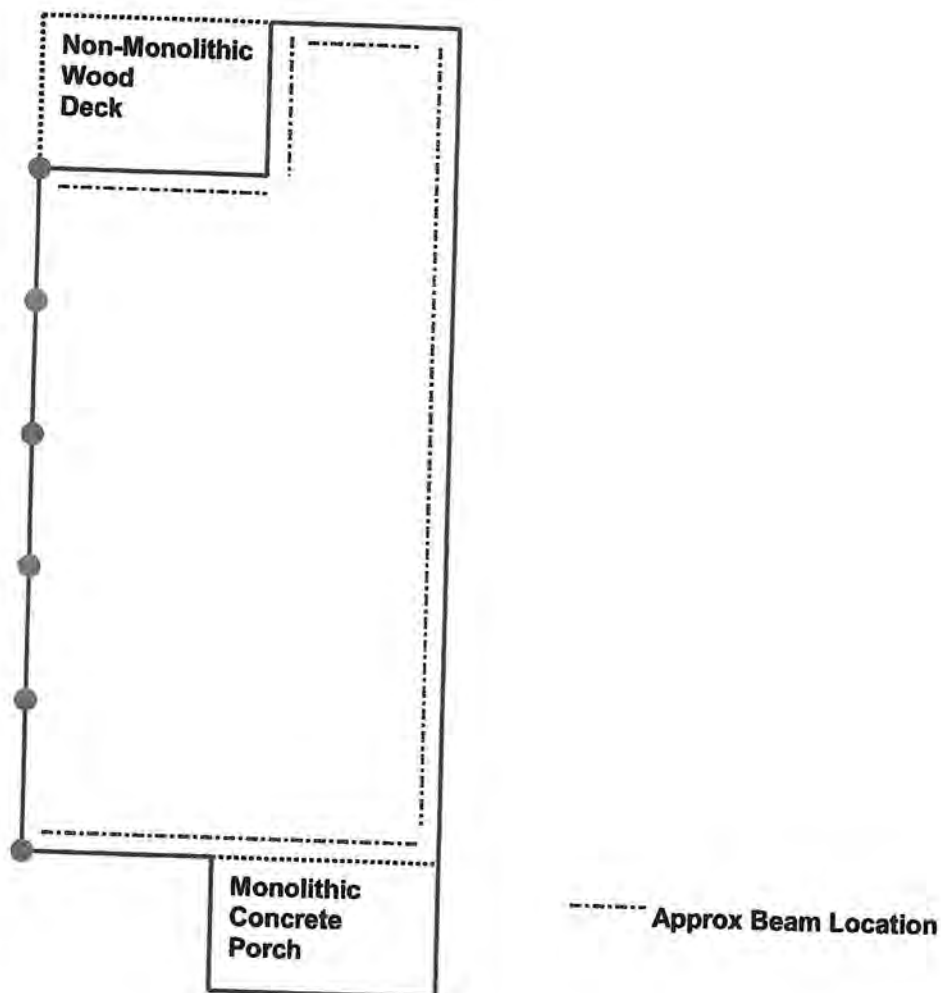 Non-Monolithic
Wood
Deck
Monolithic
Concrete
Porch
Approx Beam Location